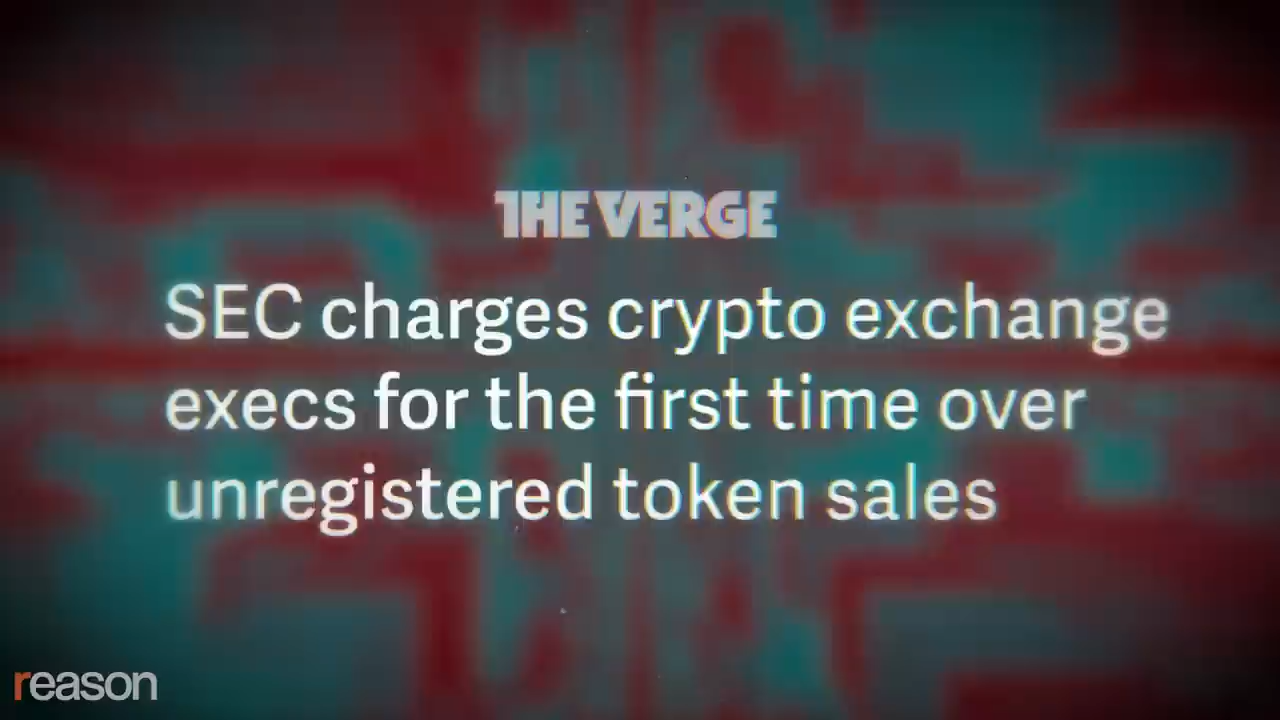 THE VERGE
SEC charges crypto exchange
execs for the first time over
unregistered token sales
reason